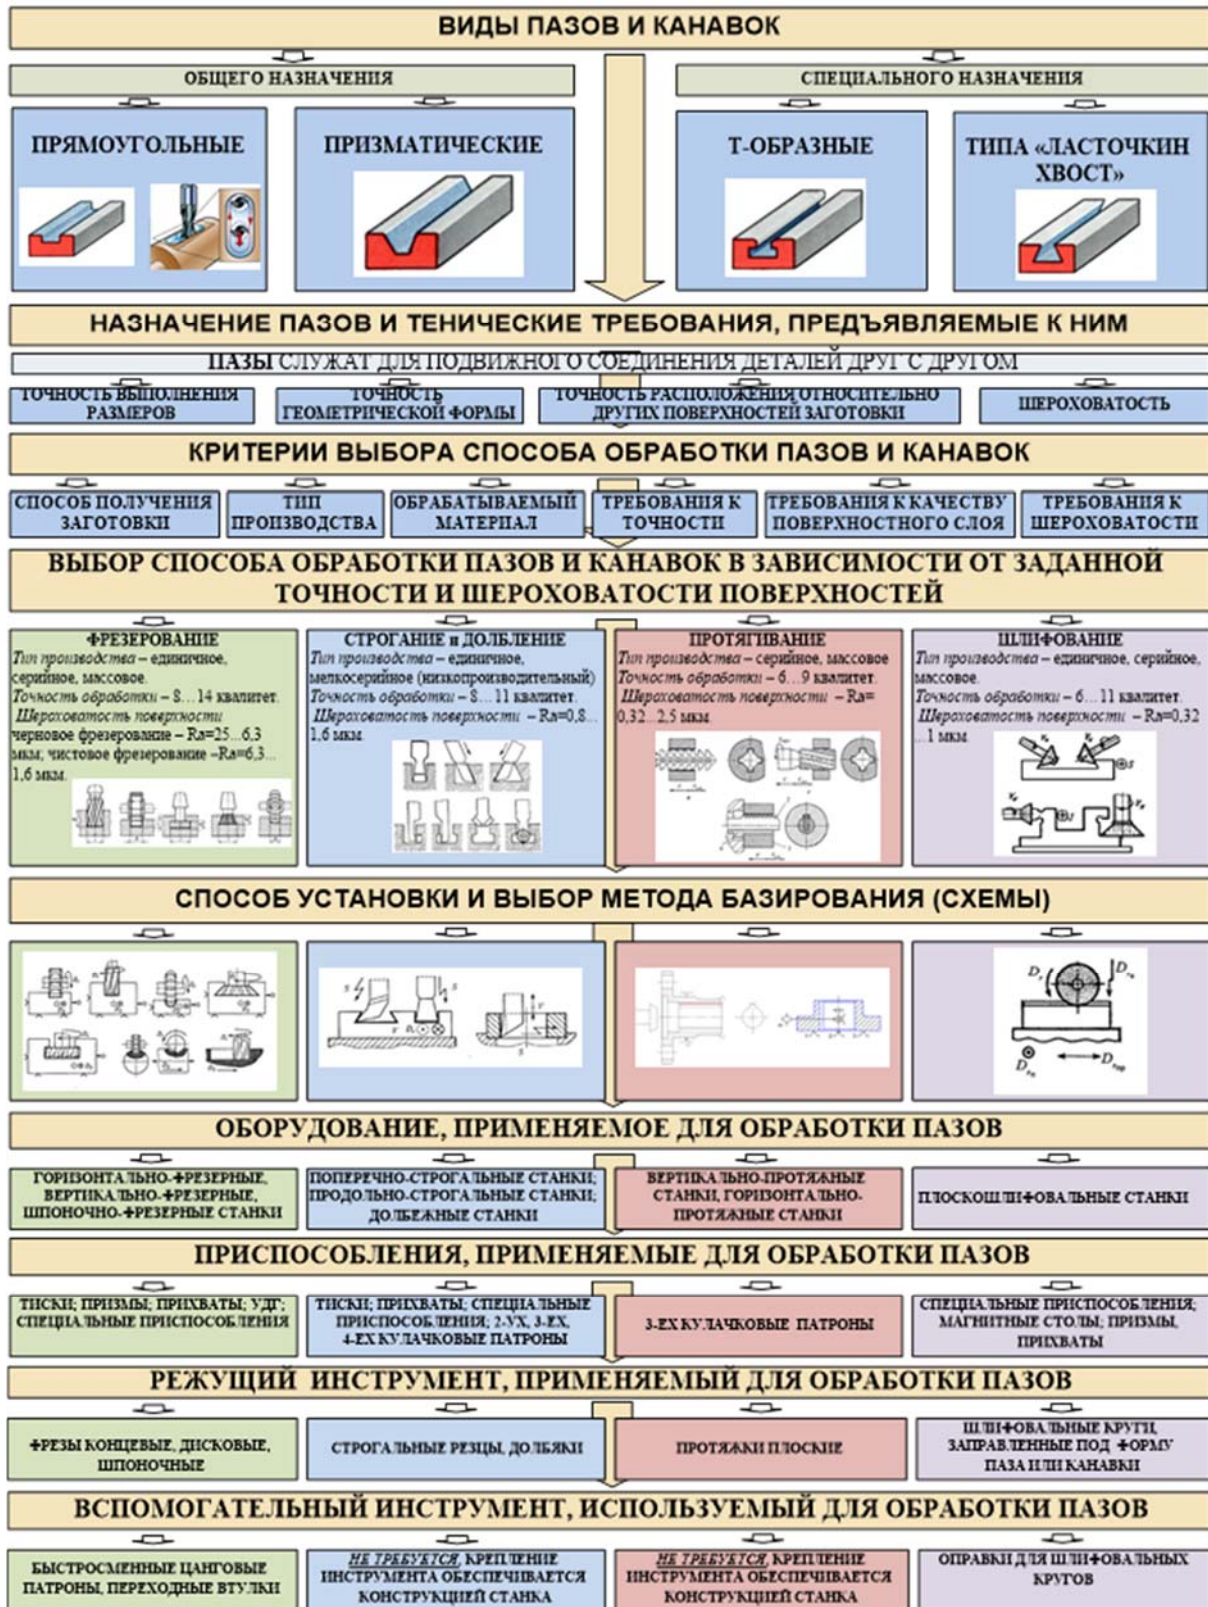 ВИДЫ ПАЗОВ И КАНАВОК
ОБЩЕГО НАЗНАЧЕНИЯ
СПЕЦИАЛЬНОГО НАЗНАЧЕНИЯ
ПРЯМОУГОЛЬНЫЕ
ПРИЗМАТИЧЕСКИЕ
Т-ОБРАЗНЫЕ
ТИПА «ЛАСТОЧКИН
ХВОСТ»
НАЗНАЧЕНИЕ ПАЗОВ И ТЕНИЧЕСКИЕ ТРЕБОВАНИЯ, ПРЕДЪЯВЛЯЕМЫЕ К НИМ
ПАЗЫ СЛУЖАТ ДЛЯ ПОДВИЖНОГО СОЕДИНЕНИЯ ДЕТАЛЕЙ ДРУГ С ДРУГОМ
ТОЧНОСТЬ ВЫПОЛНЕНИЯ
РАЗМЕРОВ
ТОЧНОСТЬ
ГЕОМЕТРИЧЕСКОЙ ФОРМЫ
ТОЧНОСТЬ РАСПОЛОЖЕНИЯ ОТНОСИТЕЛЬНО
ДРУГИХ ПОВЕРХНОСТЕЙ ЗАГОТОВКИ
ШЕРОХОВАТОСТЬ
КРИТЕРИИ ВЫБОРА СПОСОБА ОБРАБОТКИ ПАЗОВ И КАНАВОК
СПОСОБ ПОЛУЧЕНИЯ
ЗАГОТОВКИ
ТИП
ПРОИЗВОДСТВА
ОБРАБАТЫВАЕМЫЙ
МАТЕРИАЛ
ТРЕБОВАНИЯ К
ТОЧНОСТИ
ТРЕБОВАНИЯ К КАЧЕСТВУ
ПОВЕРХНОСТНОГО СЛОЯ
ТРЕБОВАНИЯ К
ШЕРОХОВАТОСТИ
ВЫБОР СПОСОБА ОБРАБОТКИ ПАЗОВ И КАНАВОК В ЗАВИСИМОСТИ ОТ ЗАДАННОЙ
ТОЧНОСТИ И ШЕРОХОВАТОСТИ ПОВЕРХНОСТЕЙ
ФРЕЗЕРОВАНИЕ
Тип производства – единичное,
серийное, массовое.
Точность обработки – 8…14 квалитет.
Шероховатость поверхности
черновое фрезерование – Ra=25…6,3
мкм; чистовое фрезерование –Ra=6,3…
1,6 мкм.
СТРОГАНИЕ и ДОЛБЛЕНИЕ
Тип производства – единичное,
мелкосерийное (низкопроизводительный)
Точность обработки – 8…11 квалитет.
Шероховатость поверхности – Ra=0,8…
1,6 мкм.
ПРОТЯГИВАНИЕ
Тип производства – серийное, массовое
Точность обработки – 6…9 квалитет.
Шероховатость поверхности – Ra=
0,32…2,5 мкм.
ШЛИФОВАНИЕ
Тип производства – единичное, серийное,
массовое.
Точность обработки – 6…11 квалитет.
Шероховатость поверхности – Ra=0,32
…1 мкм.
СПОСОБ УСТАНОВКИ И ВЫБОР МЕТОДА БАЗИРОВАНИЯ (СХЕМЫ)
ОБОРУДОВАНИЕ, ПРИМЕНЯЕМОЕ ДЛЯ ОБРАБОТКИ ПАЗОВ
ГОРИЗОНТАЛЬНО-ФРЕЗЕРНЫЕ,
ВЕРТИКАЛЬНО-ФРЕЗЕРНЫЕ,
ШПОНОЧНО-ФРЕЗЕРНЫЕ СТАНКИ
ПОПЕРЕЧНО-СТРОГАЛЬНЫЕ СТАНКИ;
ПРОДОЛЬНО-СТРОГАЛЬНЫЕ СТАНКИ;
ДОЛБЕЖНЫЕ СТАНКИ
ВЕРТИКАЛЬНО-ПРОТЯЖНЫЕ
СТАНКИ, ГОРИЗОНТАЛЬНО-
ПРОТЯЖНЫЕ СТАНКИ
ПЛОСКОШЛИФОВАЛЬНЫЕ СТАНКИ
ПРИСПОСОБЛЕНИЯ, ПРИМЕНЯЕМЫЕ ДЛЯ ОБРАБОТКИ ПАЗОВ
ТИСКИ; ПРИЗМЫ; ПРИХВАТЫ; УДГ;
СПЕЦИАЛЬНЫЕ ПРИСПОСОБЛЕНИЯ
ТИСКИ; ПРИХВАТЫ; СПЕЦИАЛЬНЫЕ
ПРИСПОСОБЛЕНИЯ; 2-УХ, 3-ЕХ,
4-ЕХ КУЛАЧКОВЫЕ ПАТРОНЫ
3-ЕХ КУЛАЧКОВЫЕ ПАТРОНЫ
СПЕЦИАЛЬНЫЕ ПРИСПОСОБЛЕНИЯ;
МАГНИТНЫЕ СТОЛЫ; ПРИЗМЫ,
ПРИХВАТЫ
РЕЖУЩИЙ ИНСТРУМЕНТ, ПРИМЕНЯЕМЫЙ ДЛЯ ОБРАБОТКИ ПАЗОВ
ФРЕЗЫ КОНЦЕВЫЕ, ДИСКОВЫЕ,
ШПОНОЧНЫЕ
СТРОГАЛЬНЫЕ РЕЗЦЫ, ДОЛБЯКИ
ПРОТЯЖКИ ПЛОСКИЕ
ШЛИФОВАЛЬНЫЕ КРУГИ,
ЗАПРАВЛЕННЫЕ ПОД ФОРМУ
ПАЗА ИЛИ КАНАВКИ
ВСПОМОГАТЕЛЬНЫЙ ИНСТРУМЕНТ, ИСПОЛЬЗУЕМЫЙ ДЛЯ ОБРАБОТКИ ПАЗОВ
БЫСТРОСМЕННЫЕ ЦАНГОВЫЕ
ПАТРОНЫ, ПЕРЕХОДНЫЕ ВТУЛКИ
НЕ ТРЕБУЕТСЯ, КРЕПЛЕНИЕ
ИНСТРУМЕНТА ОБЕСПЕЧИВАЕТСЯ
КОНСТРУКЦИЕЙ СТАНКА
НЕ ТРЕБУЕТСЯ, КРЕПЛЕНИЕ
ИНСТРУМЕНТА ОБЕСПЕЧИВАЕТСЯ
КОНСТРУКЦИЕЙ СТАНКА
ОПРАВКИ ДЛЯ ШЛИФОВАЛЬНЫХ
КРУГОВ